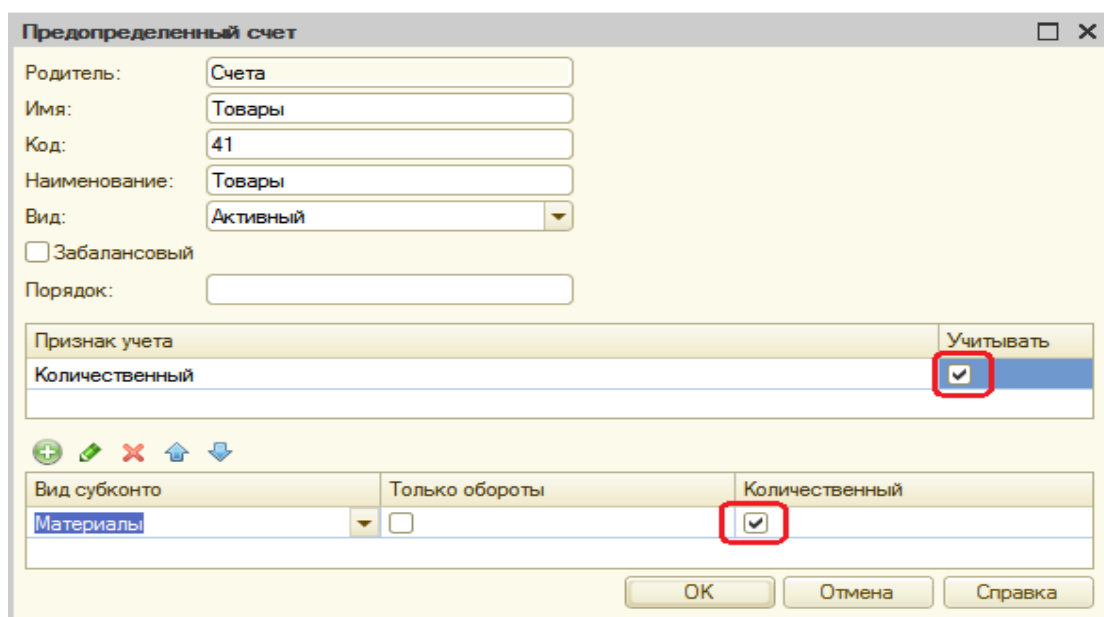 Предопределенный счет
Родитель: Счета
Имя: Товары
Код: 41
Наименование: Товары
Вид: Активный
Забалансовый
Порядок:
Признак учета Учитывать
Количественный
Вид субконто Только обороты Количественный
Материалы
OK Отмена Справка